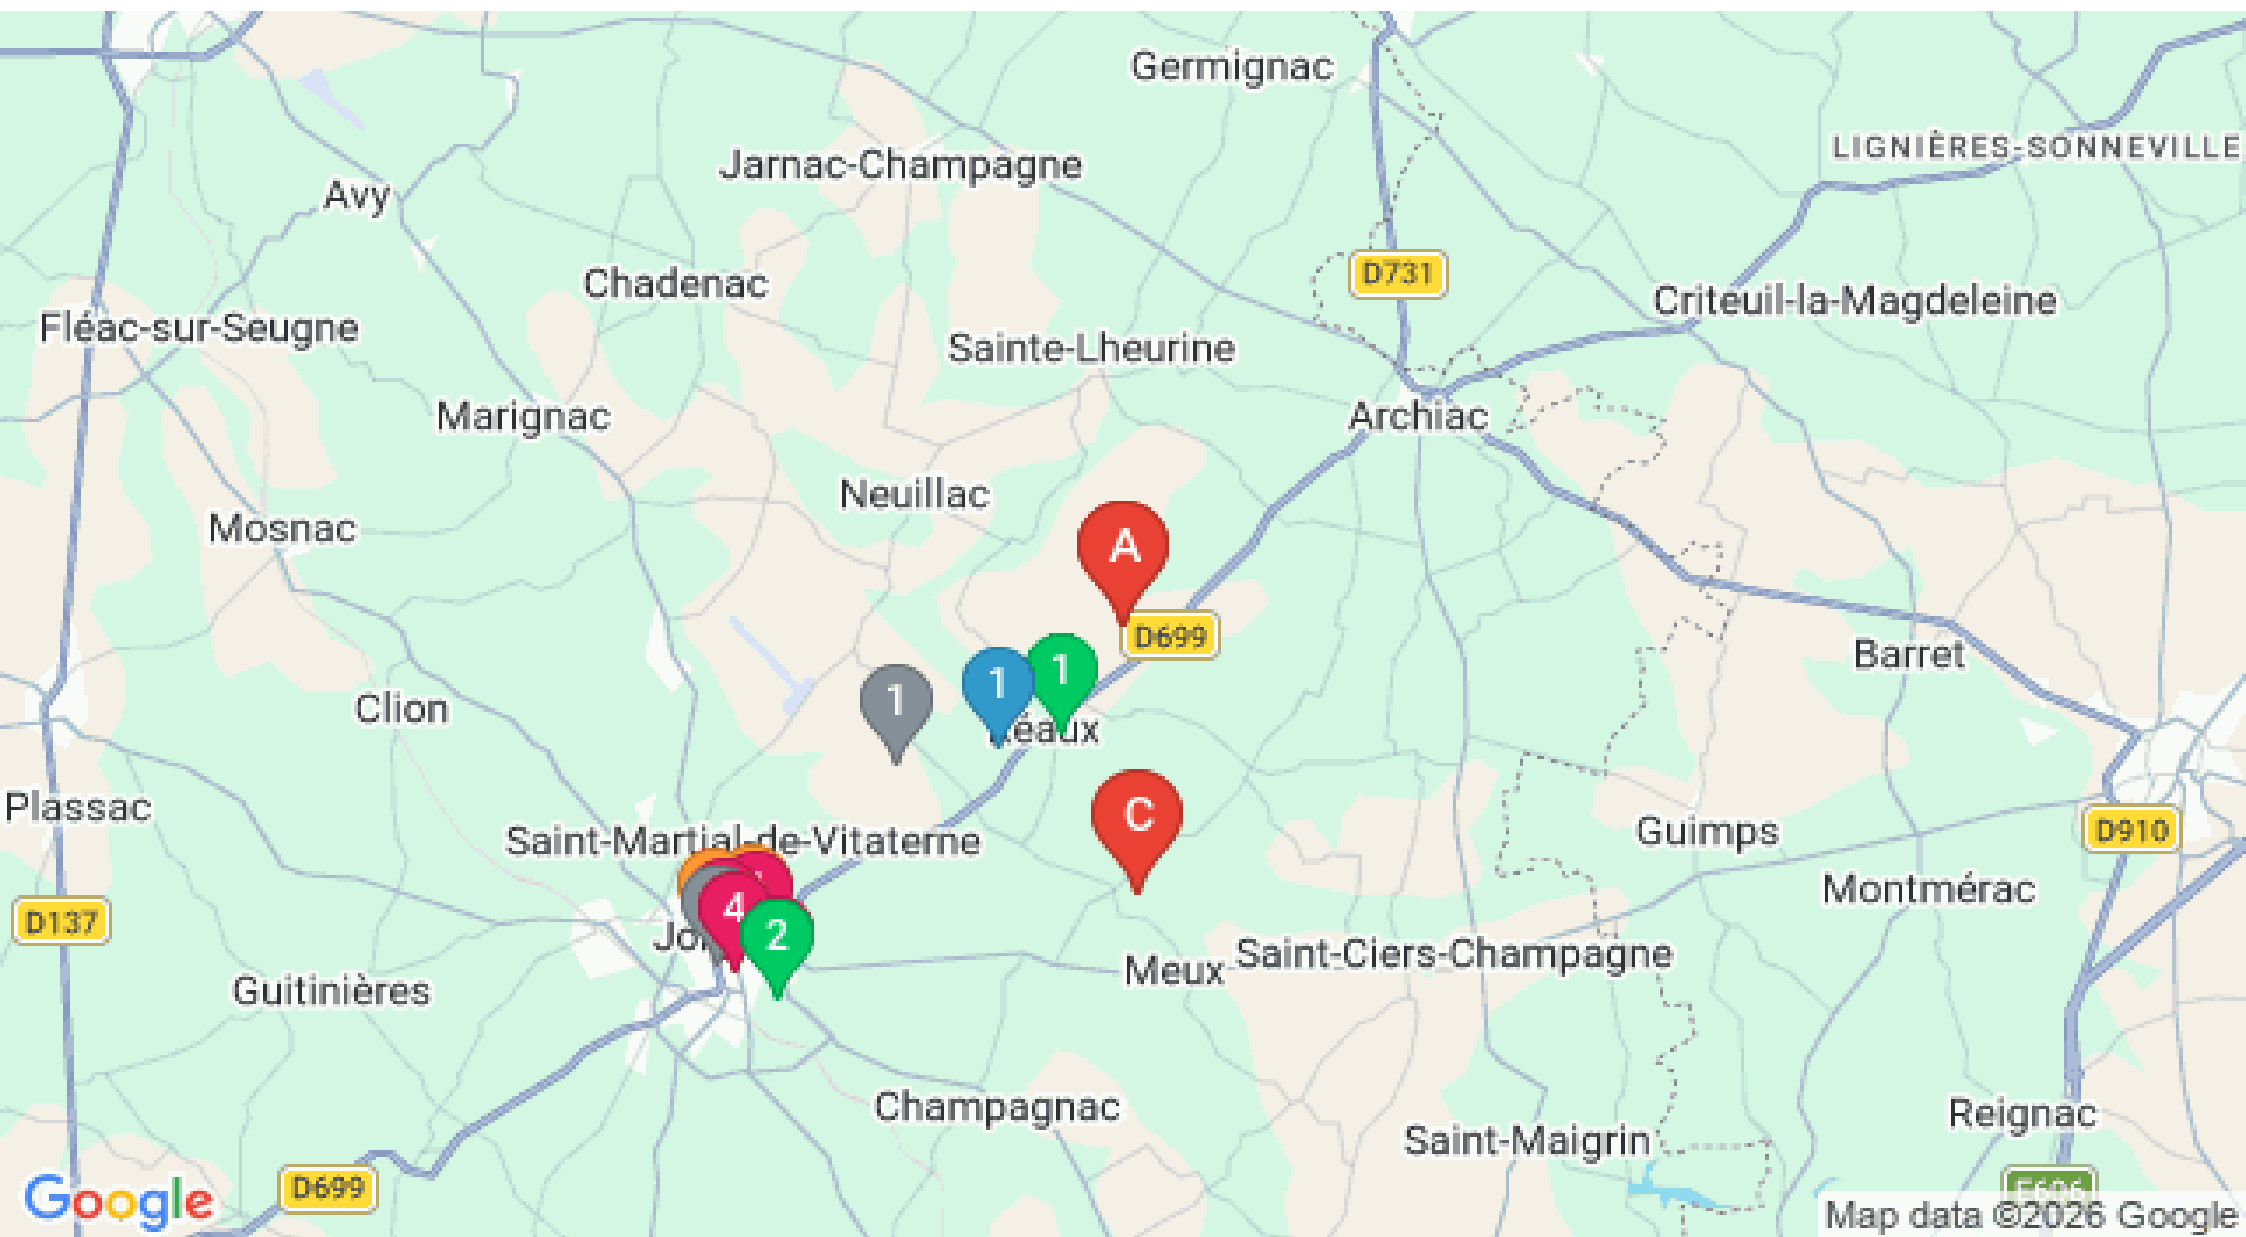 Germignac
LIGNIÈRES-SONNEVILLE
Jarnac-Champagne
Avy
D731
Chadenac
Criteuil-la-Magdeleine
Fléac-sur-Seugne
Sainte-Lheurine
Marignac
Archiac
Neuillac
Mosnac
A
D699
Barret
1
1
1
Clion
C
Plassac
Guimps
D910
Saint-Martial-de-Vitaterne
Montmérac
4
D137
2
Saint-Ciers-Champagne
Meux
Guitinières
Champagnac
Reignac
Saint-Maigrin
D699
Google
Map data ©2026 Google